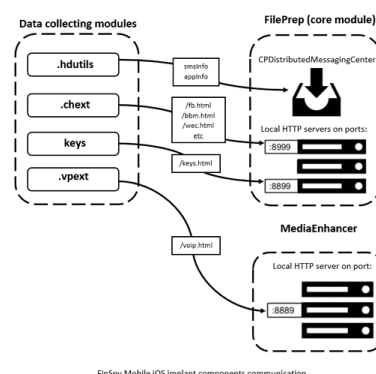 Data collecting modules
FilePrep (core module)
.hdutils
.chext
keys
.vpext
smsInfo
appInfo
/fb.html
/bbm.html
/wec.html
etc
/keys.html
/voip.html
CPDistributedMessagingCenter
Local HTTP servers on ports:
:8999
:8899
MediaEnhancer
Local HTTP server on port:
:8889
FinSpy Mobile iOS implant components communication